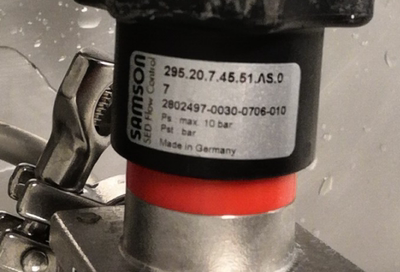 SAMSON
SED Flow Control
295.20.7.45.51.AS.0
7
2802497-0030-0706-010
Ps max. 10 bar
Pst bar
Made in Germany